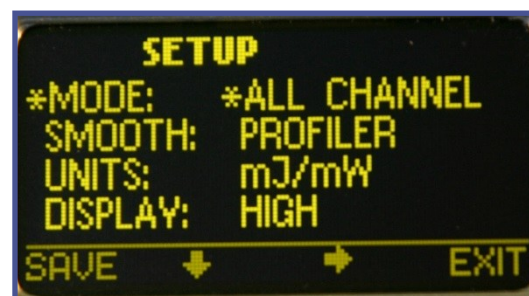 SETUP
*MODE: *ALL CHANNEL
SMOOTH: PROFILER
UNITS: mJ/mW
DISPLAY: HIGH
SAVE EXIT